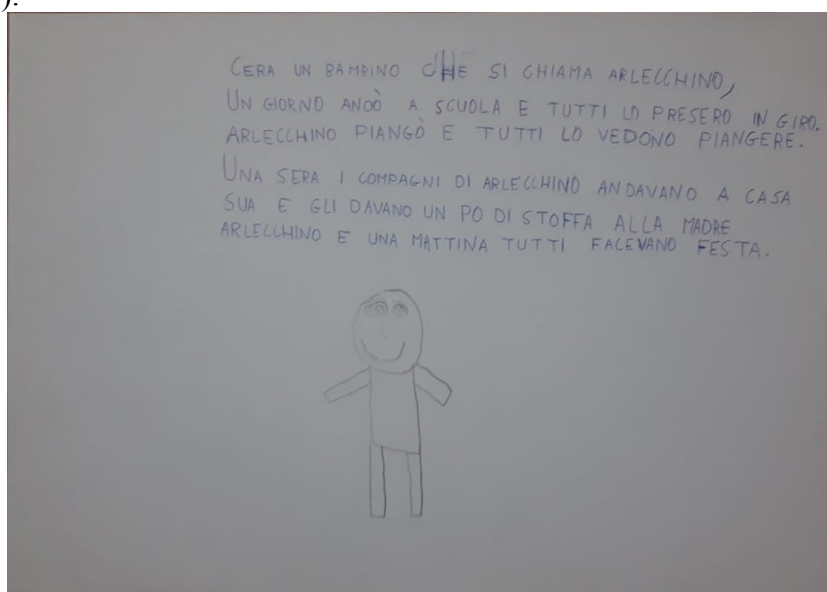 ).
CERA UN BAMBINO C'HE SI CHIAMA ARLECCHINO,
UN GIORNO ANDÒ A SCUOLA E TUTTI LO PRESERO IN GIRO.
ARLECCHINO PIANGÒ E TUTTI LO VEDONO PIANGERE.
UNA SERA I COMPAGNI DI ARLECCHINO ANDAVANO A CASA
SUA E GLI DAVANO UN PO DI STOFFA ALLA MADRE
ARLECCHINO E UNA MATTINA TUTTI FACEVANO FESTA.